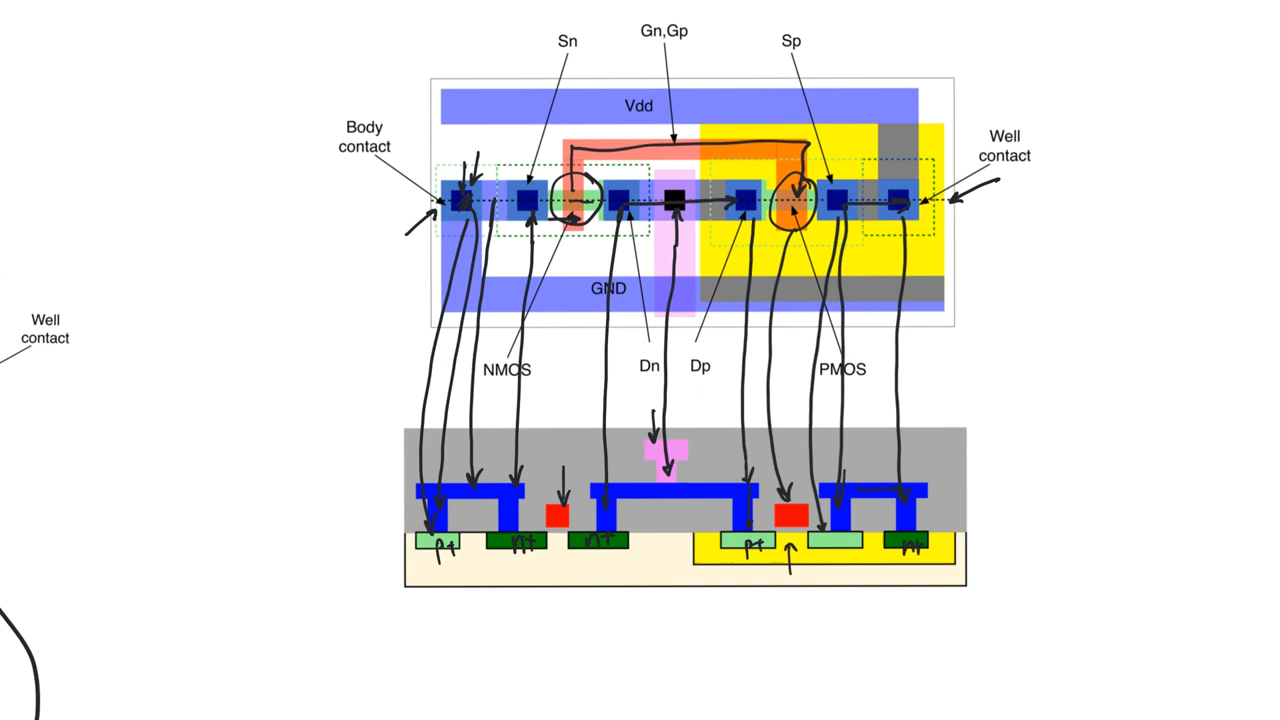 Sn
Gn,Gp
Sp
Vdd
Body
contact
Well
contact
GND
Well
contact
NMOS
Dn
Dp
PMOS
p+
n+
n+
p+
n+